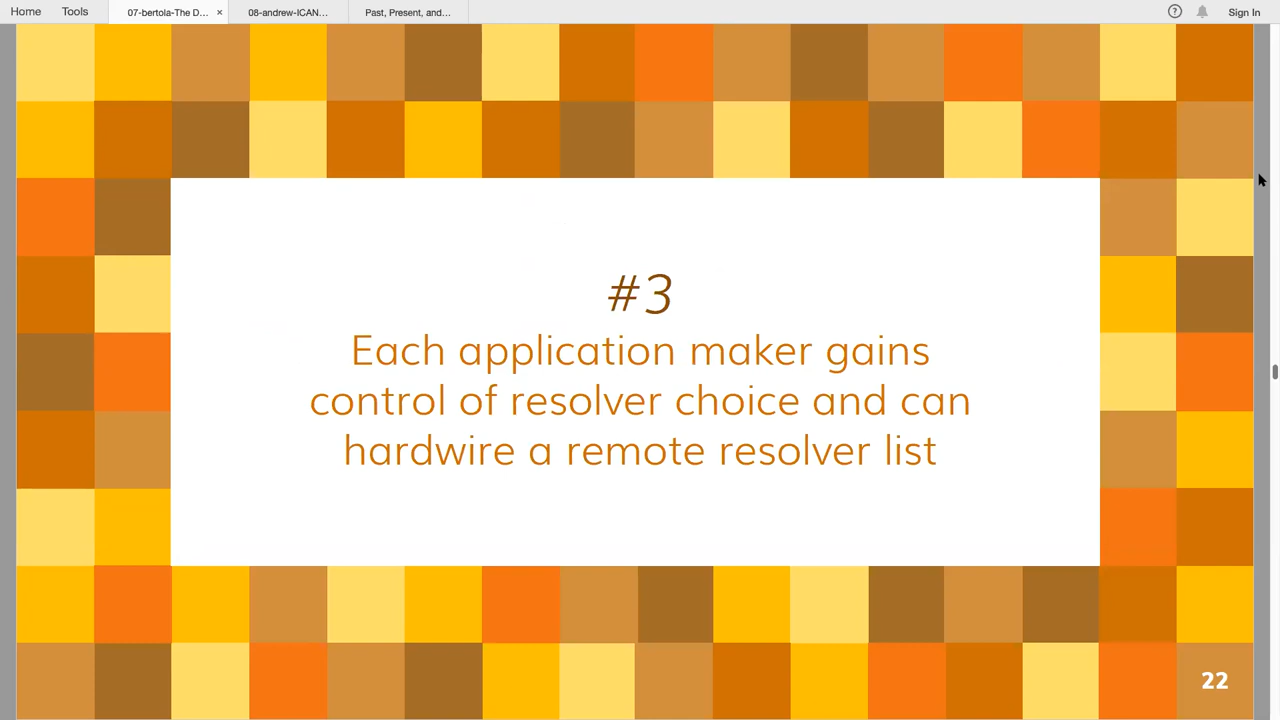 Home Tools 07-bertola-The D... × 08-andrew-ICAN... Past, Present, and... ? Sign In
#3
Each application maker gains
control of resolver choice and can
hardwire a remote resolver list
22